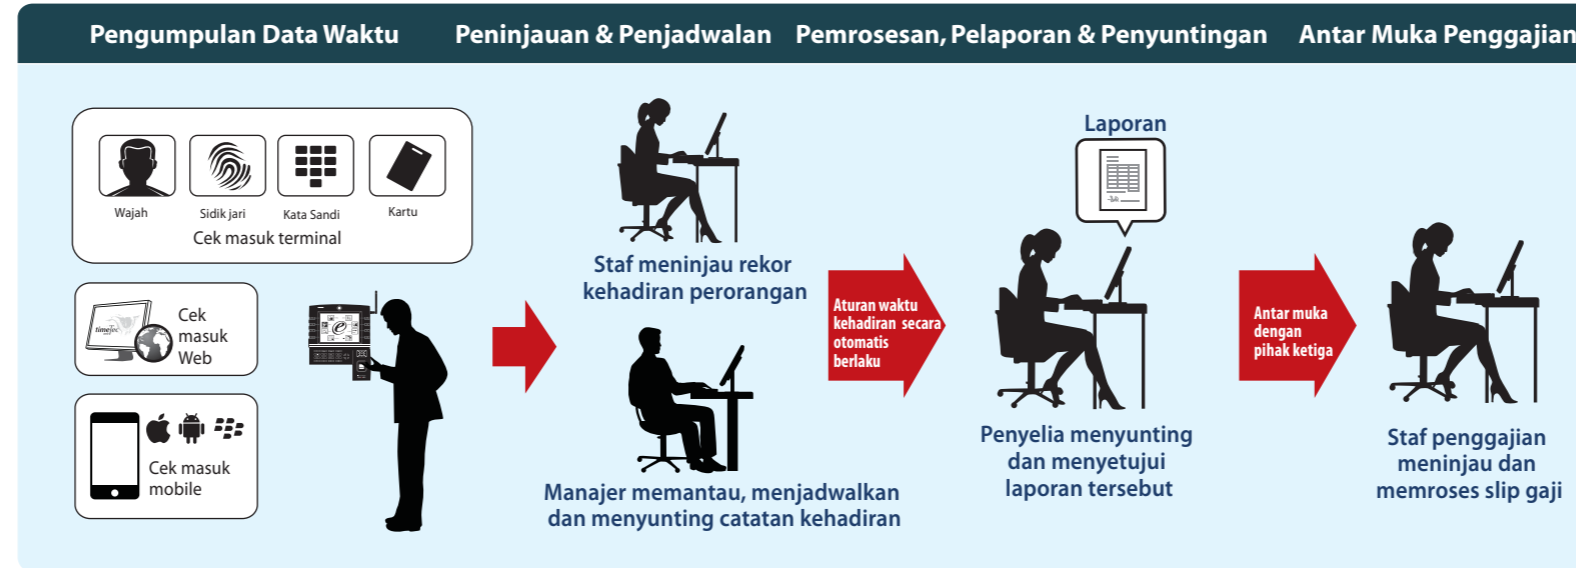 Pengumpulan Data Waktu
Peninjauan & Penjadwalan
Pemrosesan, Pelaporan & Penyuntingan
Antar Muka Penggajian
Wajah
Sidik jari
Kata Sandi
Kartu
Cek masuk terminal
timeTec
Cek
masuk
Web
Cek masuk
mobile
Staf meninjau rekor
kehadiran perorangan
Manajer memantau, menjadwalkan
dan menyunting catatan kehadiran
Aturan waktu
kehadiran secara
otomatis
berlaku
Laporan
Penyelia menyunting
dan menyetujui
laporan tersebut
Antar muka
dengan
pihak ketiga
Staf penggajian
meninjau dan
memroses slip gaji